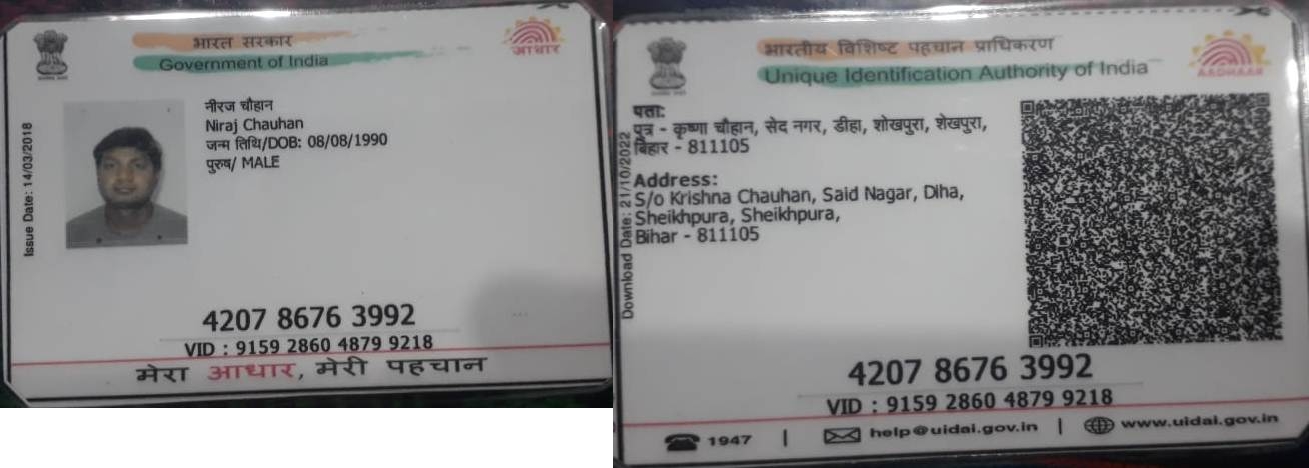 भारत सरकार
Government of India
आधार
Issue Date: 14/03/2018
नीरज चौहान
Niraj Chauhan
जन्म तिथि/DOB: 08/08/1990
पुरुष/ MALE
4207 8676 3992
VID : 9159 2860 4879 9218
मेरा आधार, मेरी पहचान
भारतीय विशिष्ट पहचान प्राधिकरण
Unique Identification Authority of India
AADHAAR
Download Date: 21/10/2022
पता:
पुत्र - कृष्णा चौहान, सेद नगर, डीहा, शोखपुरा, शेखपुरा,
बिहार - 811105
Address:
S/o Krishna Chauhan, Said Nagar, Diha,
Sheikhpura, Sheikhpura,
Bihar - 811105
4207 8676 3992
VID : 9159 2860 4879 9218
1947 | help@uidai.gov.in | www.uidai.gov.in